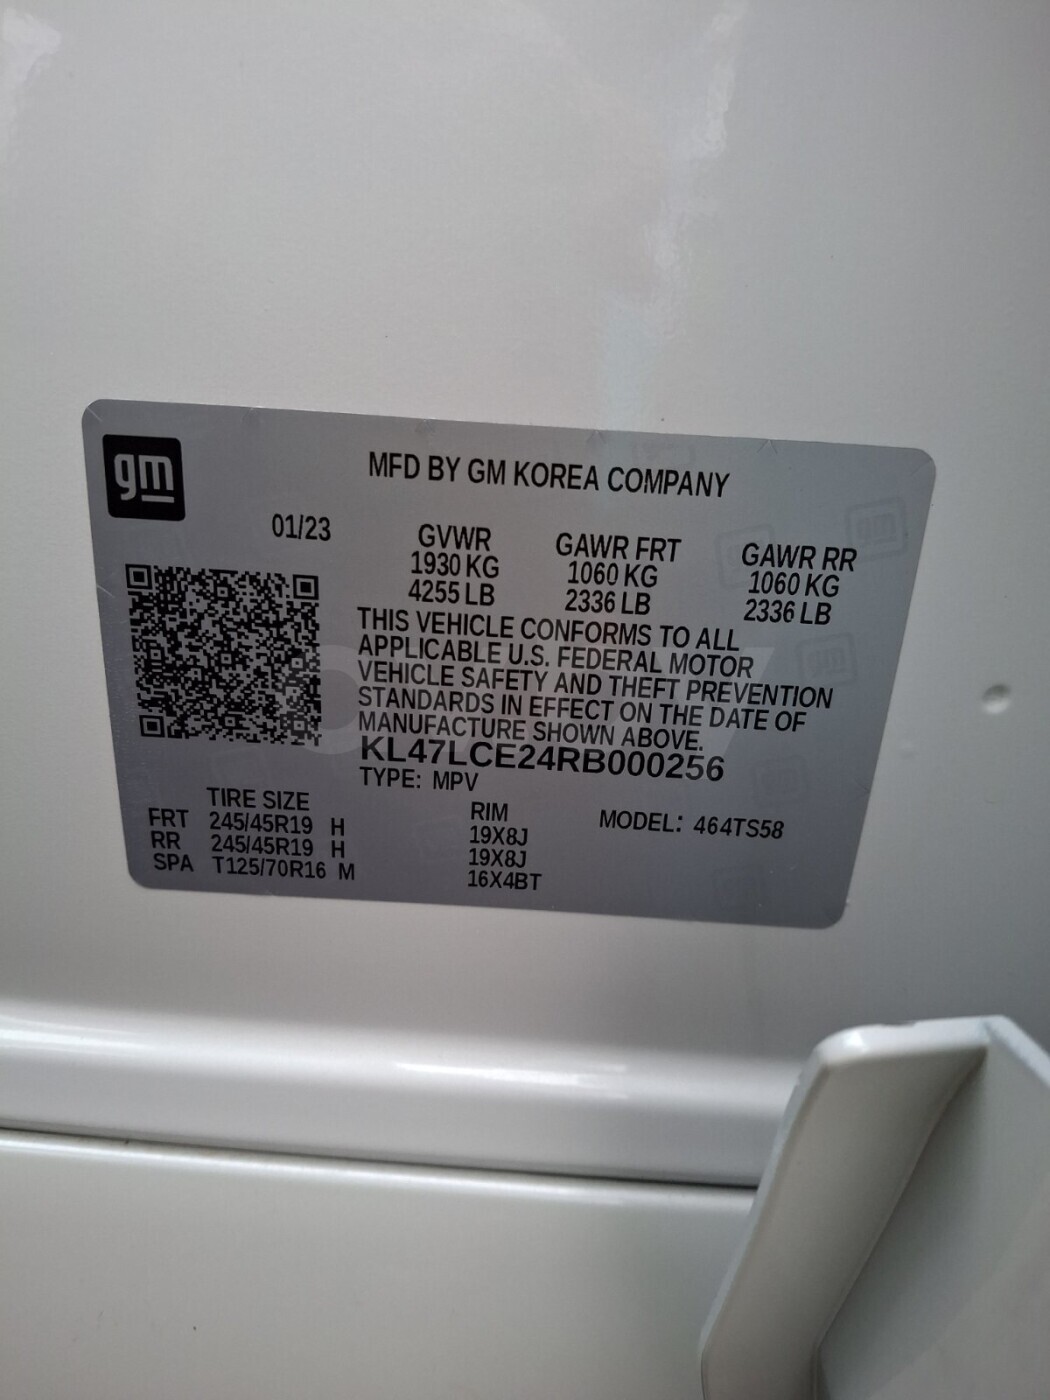 gm
MFD BY GM KOREA COMPANY
01/23
GVWR
1930 KG
4255 LB
GAWR FRT
1060 KG
2336 LB
GAWR RR
1060 KG
2336 LB
THIS VEHICLE CONFORMS TO ALL
APPLICABLE U.S. FEDERAL MOTOR
VEHICLE SAFETY AND THEFT PREVENTION
STANDARDS IN EFFECT ON THE DATE OF
MANUFACTURE SHOWN ABOVE.
KL47LCE24RB000256
TYPE: MPV
TIRE SIZE RIM MODEL: 464TS58
FRT 245/45R19 H 19X8J
RR 245/45R19 H 19X8J
SPA T125/70R16 M 16X4BT